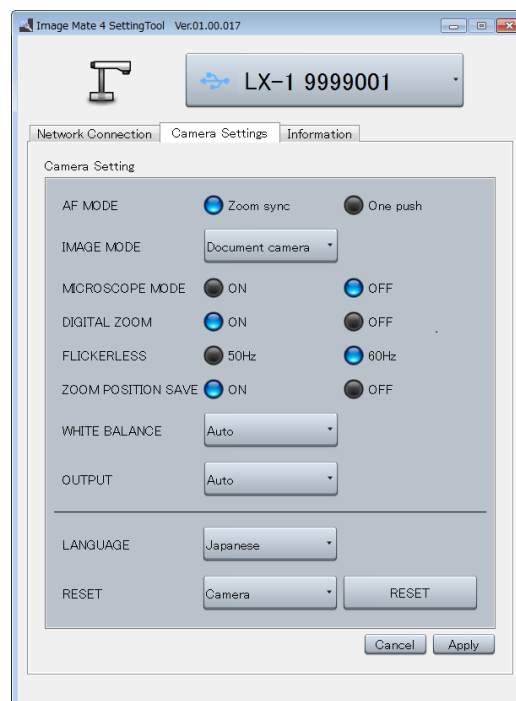 Image Mate 4 SettingTool Ver.01.00.017
LX-1 9999001
Network Connection Camera Settings Information
Camera Setting
AF MODE Zoom sync One push
IMAGE MODE Document camera
MICROSCOPE MODE ON OFF
DIGITAL ZOOM ON OFF
FLICKERLESS 50Hz 60Hz
ZOOM POSITION SAVE ON OFF
WHITE BALANCE Auto
OUTPUT Auto
LANGUAGE Japanese
RESET Camera RESET
Cancel Apply